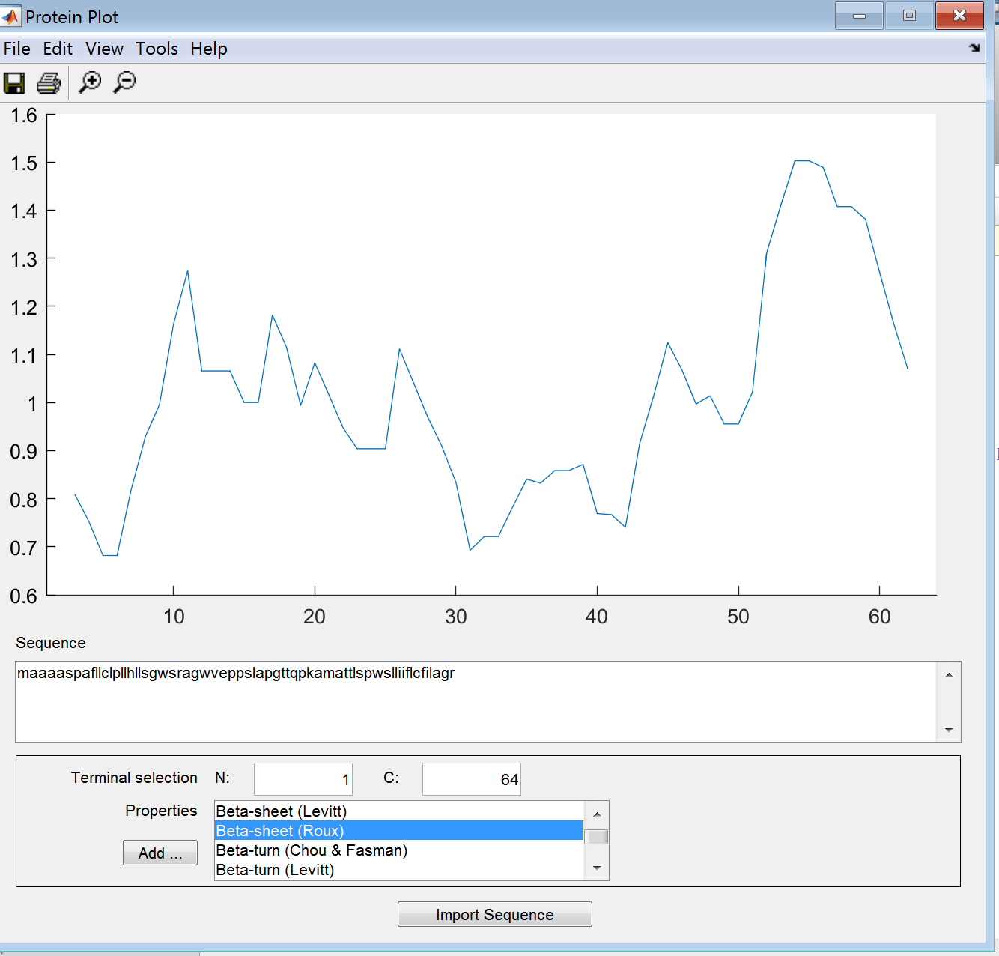 Protein Plot
File Edit View Tools Help
1.6
1.5
1.4
1.3
1.2
1.1
1
0.9
0.8
0.7
0.6
10 20 30 40 50 60
Sequence
maaaaspafllclpllhllsgwsragwveppslapgttqpkamattlspwslliiflcfilagr
Terminal selection N: 1 C: 64
Properties
Beta-sheet (Levitt)
Beta-sheet (Roux)
Add ...
Beta-turn (Chou & Fasman)
Beta-turn (Levitt)
Import Sequence